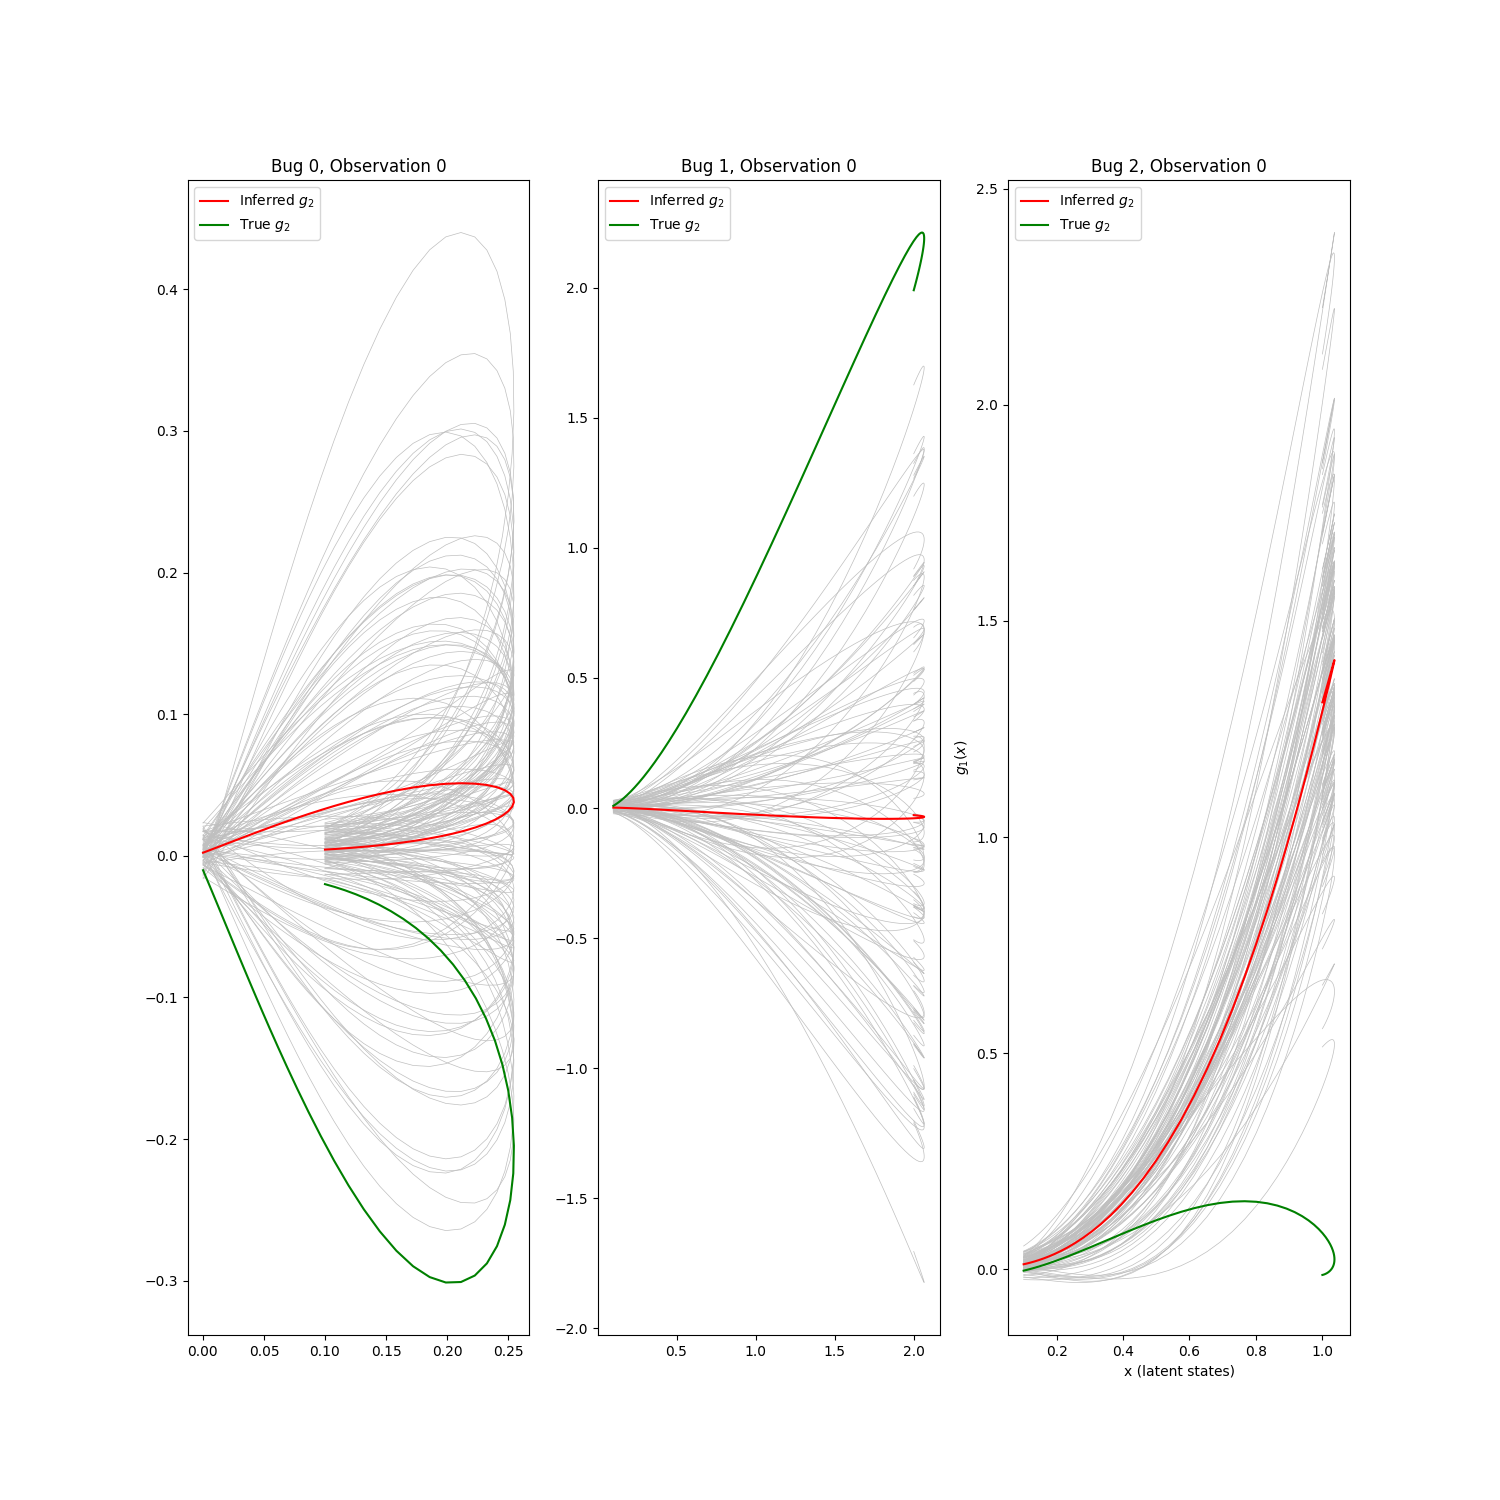 Bug 0, Observation 0
Inferred g₂
True g₂
0.4
0.3
0.2
0.1
0.0
−0.1
−0.2
−0.3
0.00 0.05 0.10 0.15 0.20 0.25
Bug 1, Observation 0
Inferred g₂
True g₂
2.0
1.5
1.0
0.5
0.0
−0.5
−1.0
−1.5
−2.0
0.5 1.0 1.5 2.0
Bug 2, Observation 0
Inferred g₂
True g₂
g₁(x)
2.5
2.0
1.5
1.0
0.5
0.0
0.2 0.4 0.6 0.8 1.0
x (latent states)